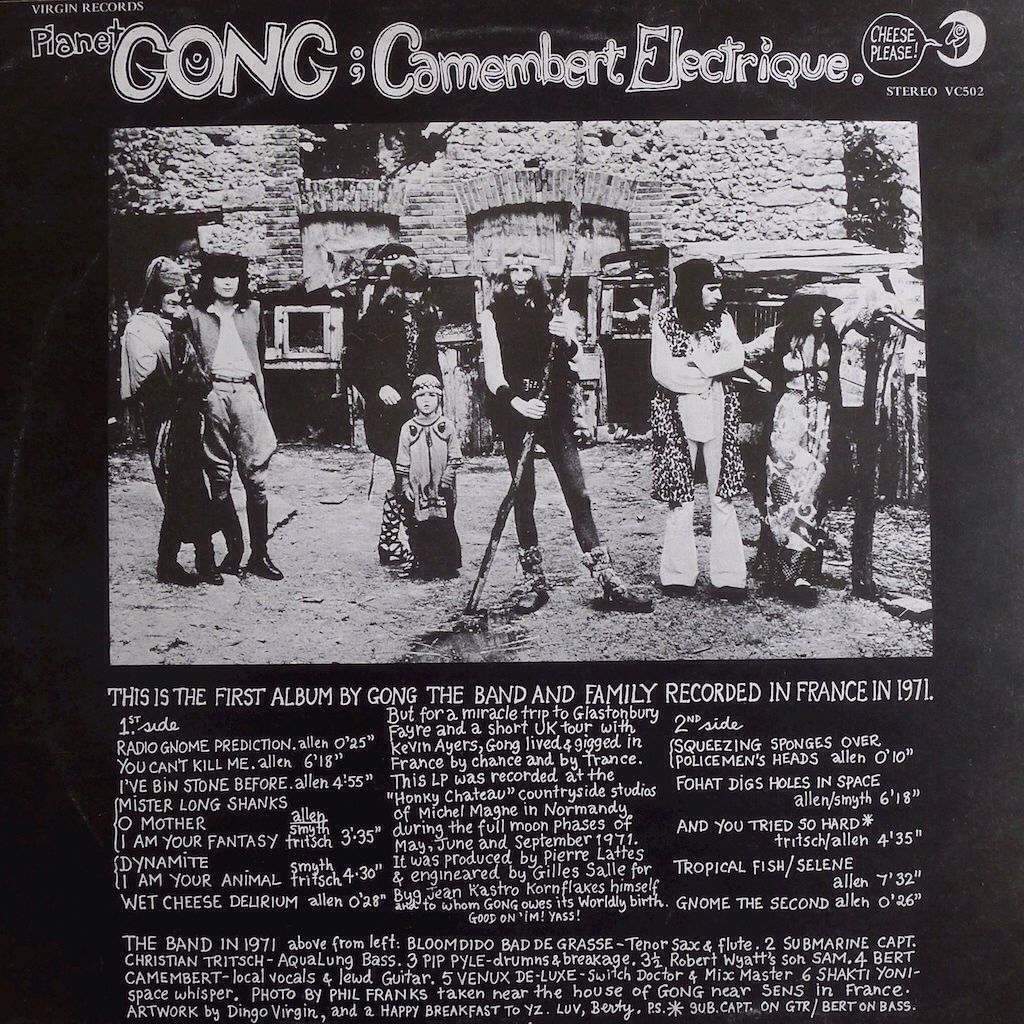 VIRGIN RECORDS
Planet GONG ; Camembert Electrique.
CHEESE
PLEASE!
STEREO VC502
THIS IS THE FIRST ALBUM BY GONG THE BAND AND FAMILY RECORDED IN FRANCE IN 1971.
1ST side
RADIO GNOME PREDICTION. allen 0'25"
YOU CAN'T KILL ME. allen 6'18"
I'VE BIN STONE BEFORE. allen 4'55"
MISTER LONG SHANKS
O MOTHER allen
I AM YOUR FANTASY smyth tritsch 3'35"
DYNAMITE smyth
I AM YOUR ANIMAL tritsch 4'30"
WET CHEESE DELIRIUM allen 0'28"
But for a miracle trip to Glastonbury
Fayre and a short UK tour with
Kevin Ayers, Gong lived & gigged in
France by chance and by Trance.
This LP was recorded at the
"Honky Chateau" countryside studios
of Michel Magne in Normandy
during the full moon phases of
May, June and September 1971.
It was produced by Pierre Lattes
& engineared by Gilles Salle for
Byg Jean Kastro Kornflakes himself
and to whom GONG owes its Worldly birth.
GOOD ON 'IM! YASS!
2ND side
SQUEEZING SPONGES OVER
POLICEMEN'S HEADS allen 0'10"
FOHAT DIGS HOLES IN SPACE
allen/smyth 6'18"
AND YOU TRIED SO HARD*
tritsch/allen 4'35"
TROPICAL FISH/SELENE
allen 7'32"
GNOME THE SECOND allen 0'26"
THE BAND IN 1971 above from left: BLOOMDIDO BAD DE GRASSE-Tenor Sax & flute. 2 SUBMARINE CAPT.
CHRISTIAN TRITSCH-AquaLung Bass. 3 PIP PYLE-drums & breakage. 3½ Robert Wyatt's son SAM. 4 BERT
CAMEMBERT-local vocals & lewd Guitar. 5 VENUX DE-LUXE-Switch Doctor & Mix Master 6 SHAKTI YONI-
space whisper. PHOTO BY PHIL FRANKS taken near the house of GONG near SENS in France.
ARTWORK by Dingo Virgin, and a HAPPY BREAKFAST TO YZ. LUV, Berty. P.S.* SUB.CAPT. ON GTR/BERT ON BASS.